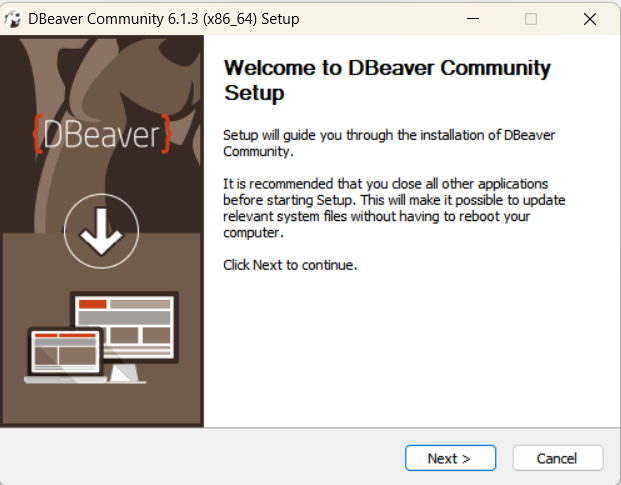 DBeaver Community 6.1.3 (x86_64) Setup
{DBeaver}
Welcome to DBeaver Community
Setup
Setup will guide you through the installation of DBeaver
Community.
It is recommended that you close all other applications
before starting Setup. This will make it possible to update
relevant system files without having to reboot your
computer.
Click Next to continue.
Next >
Cancel